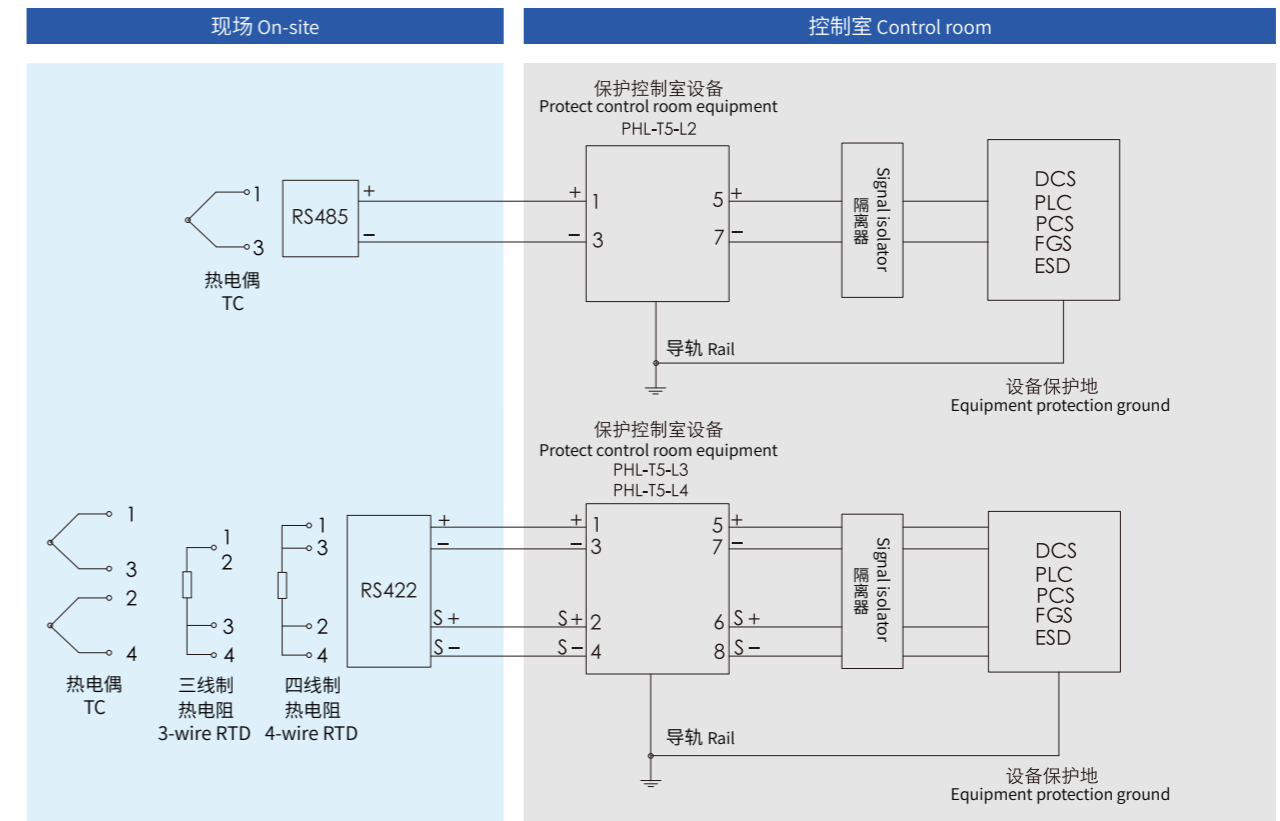 现场 On-site
控制室 Control room
保护控制室设备
Protect control room equipment
PHL-T5-L2
1
3
热电偶
TC
RS485
+
−
+
−
1
3
5
7
+
−
Signal isolator
隔离器
DCS
PLC
PCS
FGS
ESD
导轨 Rail
设备保护地
Equipment protection ground
保护控制室设备
Protect control room equipment
PHL-T5-L3
PHL-T5-L4
1
3
2
4
热电偶
TC
1
2
3
4
三线制
热电阻
3-wire RTD
1
3
2
4
四线制
热电阻
4-wire RTD
RS422
+
−
S+
S−
+
−
S+
S−
1
3
2
4
5
7
6
8
+
−
S+
S−
Signal isolator
隔离器
DCS
PLC
PCS
FGS
ESD
导轨 Rail
设备保护地
Equipment protection ground